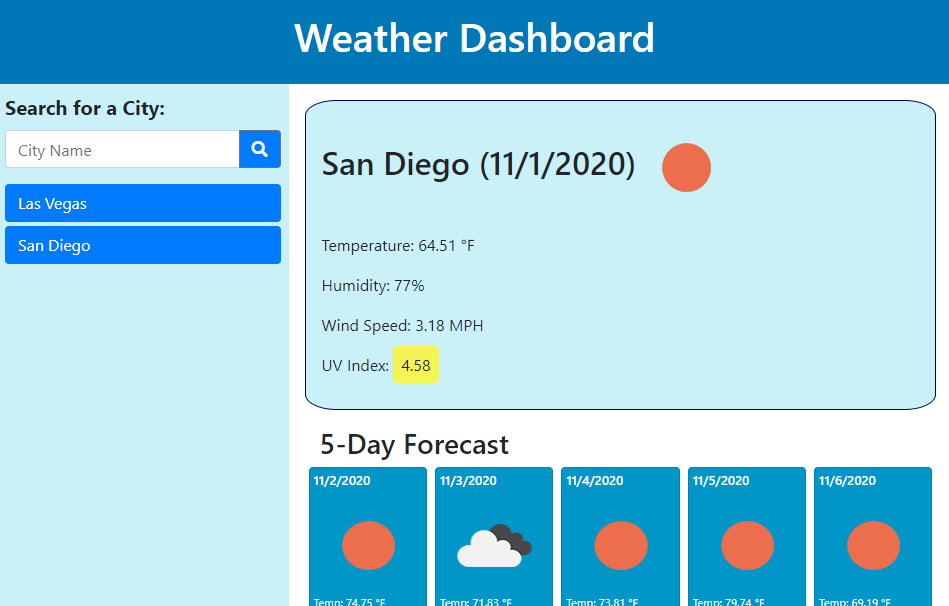 Weather Dashboard
Search for a City:
City Name
Las Vegas
San Diego
San Diego (11/1/2020)
Temperature: 64.51 °F
Humidity: 77%
Wind Speed: 3.18 MPH
UV Index: 4.58
5-Day Forecast
11/2/2020 11/3/2020 11/4/2020 11/5/2020 11/6/2020
Temp: 74.75 °F Temp: 71.83 °F Temp: 73.81 °F Temp: 79.74 °F Temp: 69.19 °F